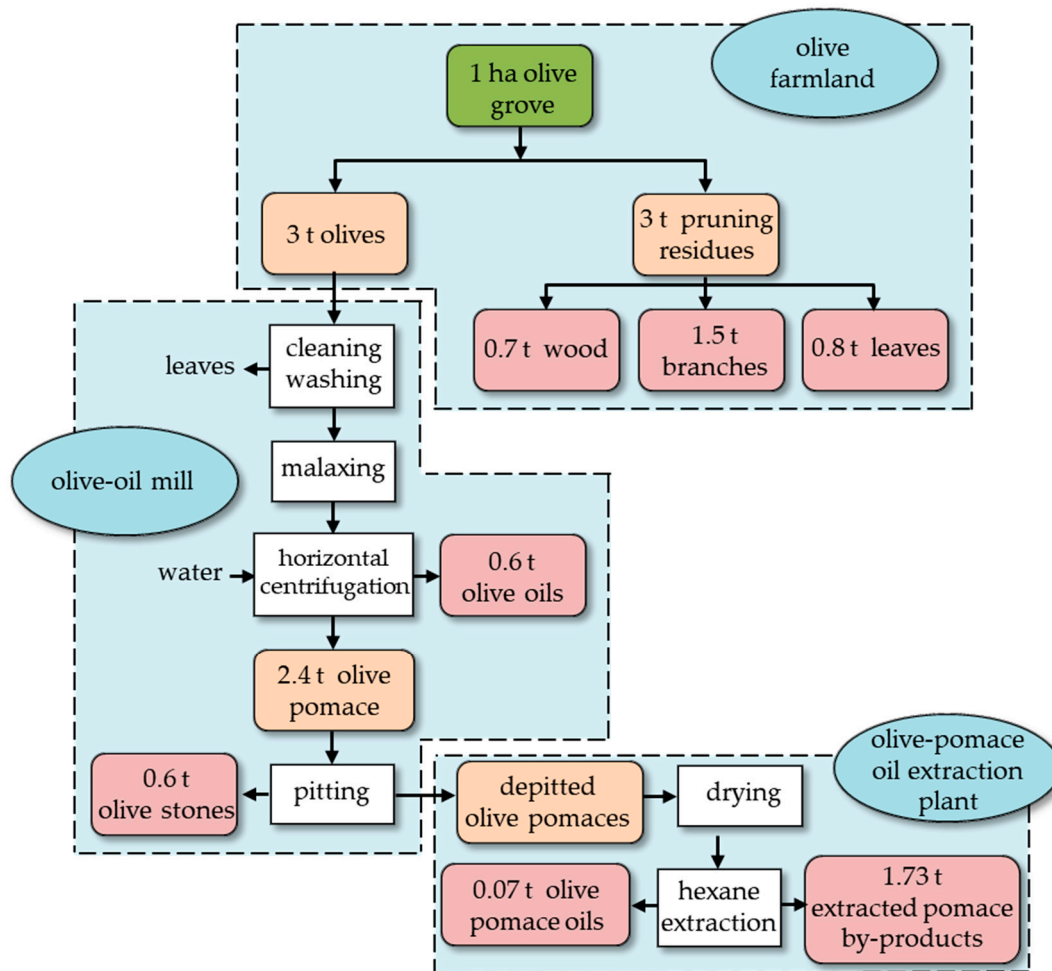 olive
farmland
1 ha olive
grove
3 t olives
3 t pruning
residues
0.7 t wood
1.5 t
branches
0.8 t leaves
cleaning
washing
leaves
malaxing
olive-oil mill
water
horizontal
centrifugation
0.6 t
olive oils
2.4 t olive
pomace
0.6 t
olive stones
pitting
depitted
olive pomaces
drying
olive-pomace
oil extraction
plant
0.07 t olive
pomace oils
hexane
extraction
1.73 t
extracted pomace
by-products